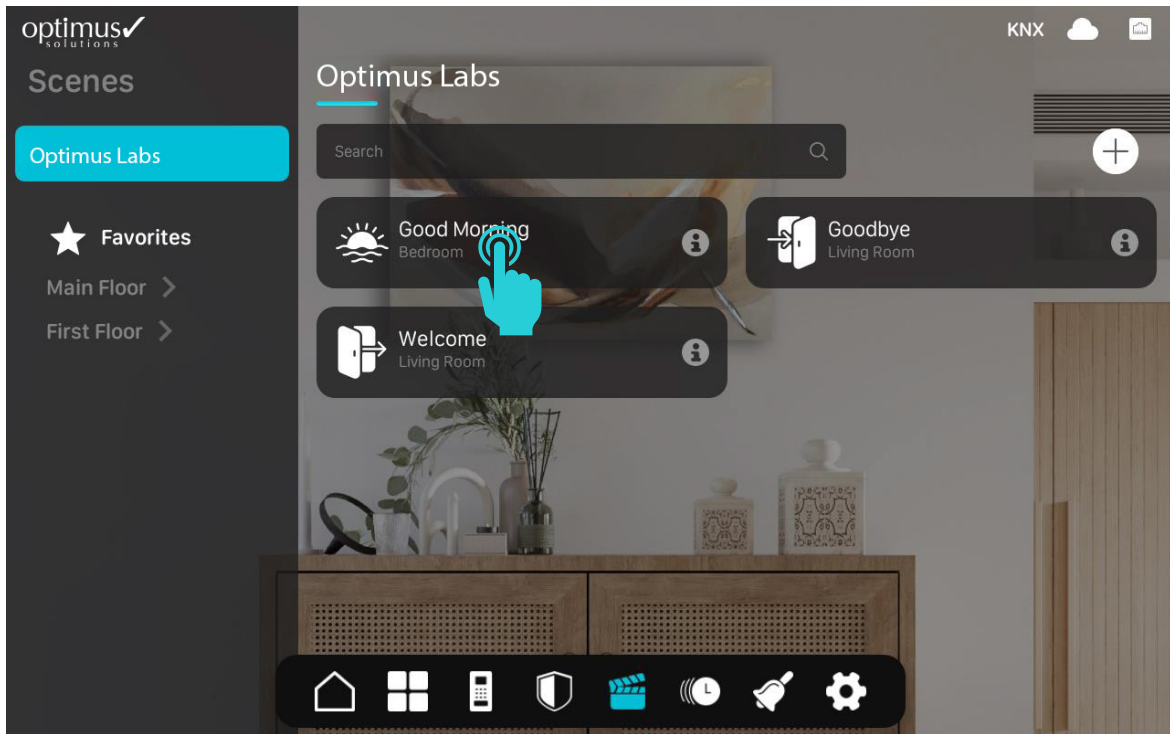 optimus
solutions
KNX
Scenes
Optimus Labs
Optimus Labs
Search
Favorites
Main Floor
First Floor
Good Morning
Bedroom
Goodbye
Living Room
Welcome
Living Room